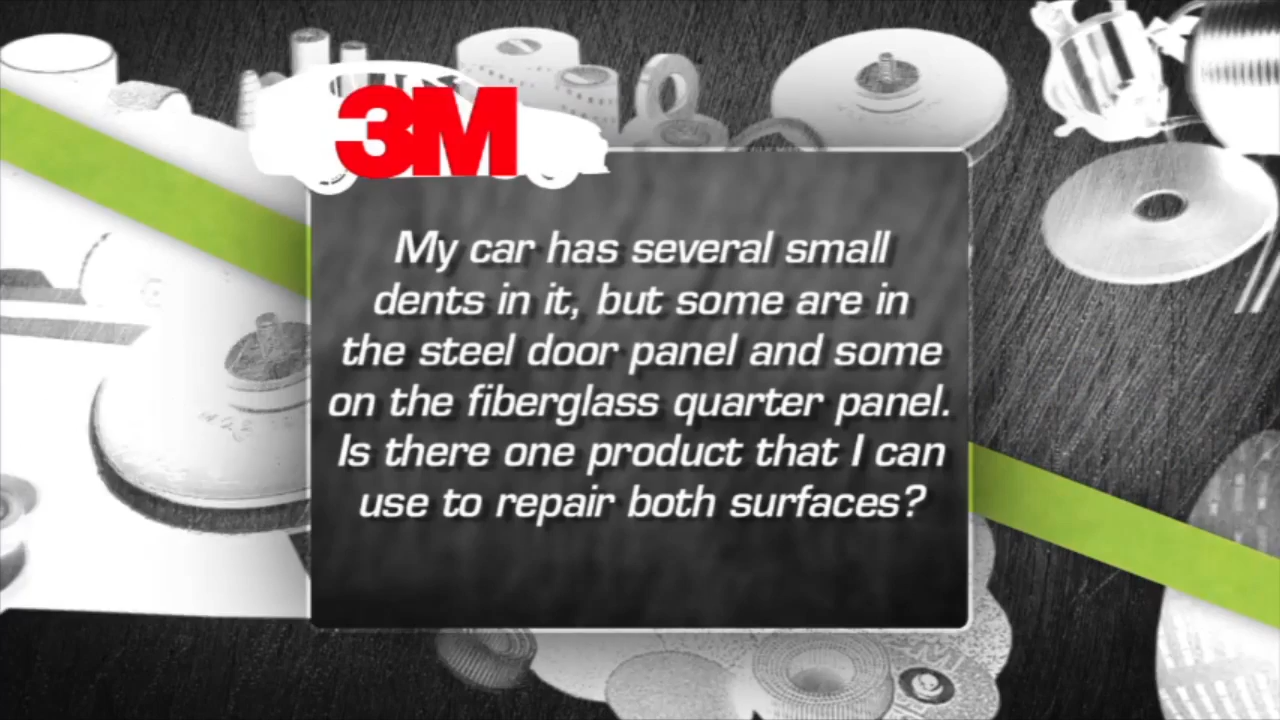 3M
My car has several small
dents in it, but some are in
the steel door panel and some
on the fiberglass quarter panel.
Is there one product that I can
use to repair both surfaces?